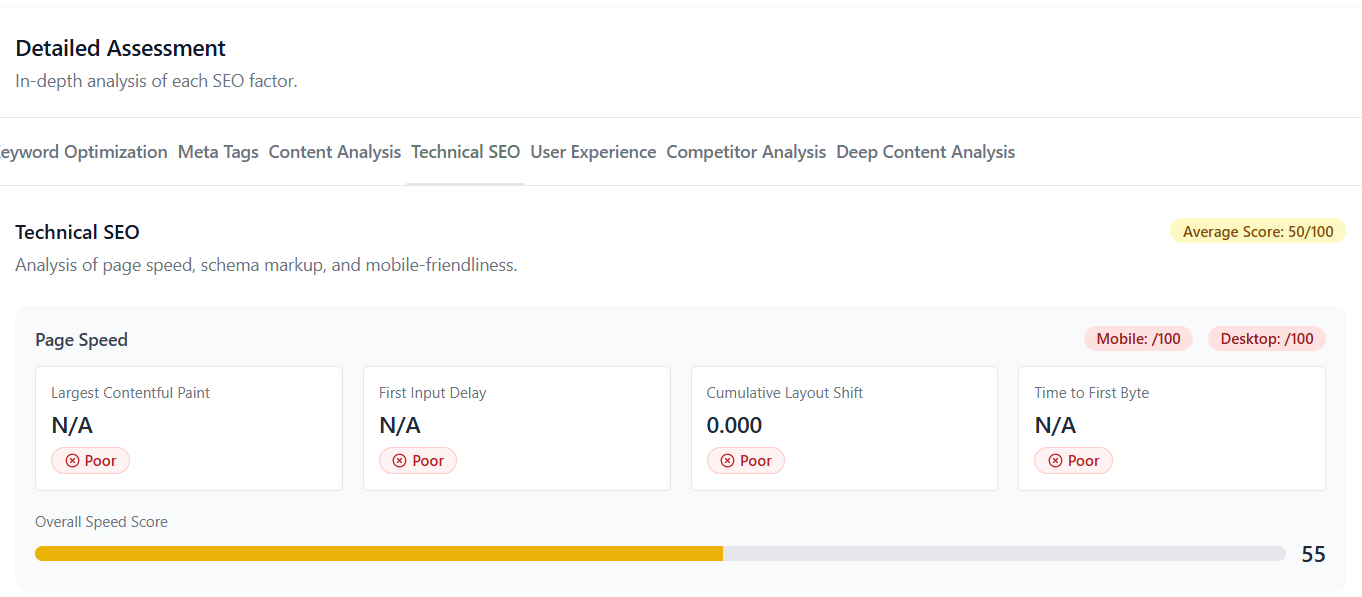 Detailed Assessment
In-depth analysis of each SEO factor.
eyword Optimization Meta Tags Content Analysis Technical SEO User Experience Competitor Analysis Deep Content Analysis
Technical SEO
Average Score: 50/100
Analysis of page speed, schema markup, and mobile-friendliness.
Page Speed
Mobile: /100 Desktop: /100
Largest Contentful Paint
N/A
Poor
First Input Delay
N/A
Poor
Cumulative Layout Shift
0.000
Poor
Time to First Byte
N/A
Poor
Overall Speed Score
55